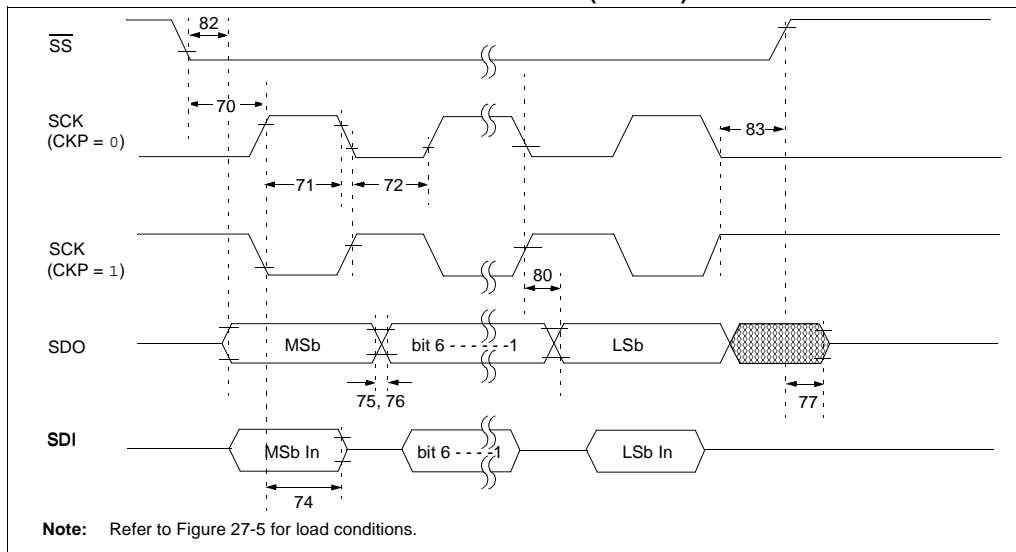 82
SS
70
SCK
(CKP = 0)
83
71
72
SCK
(CKP = 1)
80
SDO
MSb
bit 6 - - - - - -1
LSb
75, 76
77
SDI
MSb In
bit 6 - - - -1
LSb In
74
Note: Refer to Figure 27-5 for load conditions.